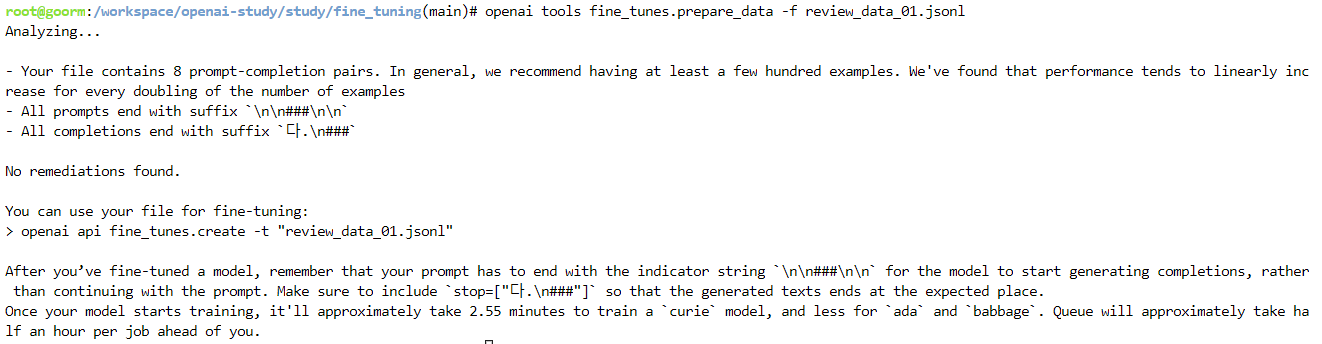 root@goorm:/workspace/openai-study/study/fine_tuning(main)# openai tools fine_tunes.prepare_data -f review_data_01.jsonl
Analyzing...
- Your file contains 8 prompt-completion pairs. In general, we recommend having at least a few hundred examples. We've found that performance tends to linearly inc
rease for every doubling of the number of examples
- All prompts end with suffix `\n\n###\n\n`
- All completions end with suffix `다.\n###`
No remediations found.
You can use your file for fine-tuning:
> openai api fine_tunes.create -t "review_data_01.jsonl"
After you’ve fine-tuned a model, remember that your prompt has to end with the indicator string `\n\n###\n\n` for the model to start generating completions, rather
than continuing with the prompt. Make sure to include `stop=["다.\n###"]` so that the generated texts ends at the expected place.
Once your model starts training, it'll approximately take 2.55 minutes to train a `curie` model, and less for `ada` and `babbage`. Queue will approximately take ha
lf an hour per job ahead of you.